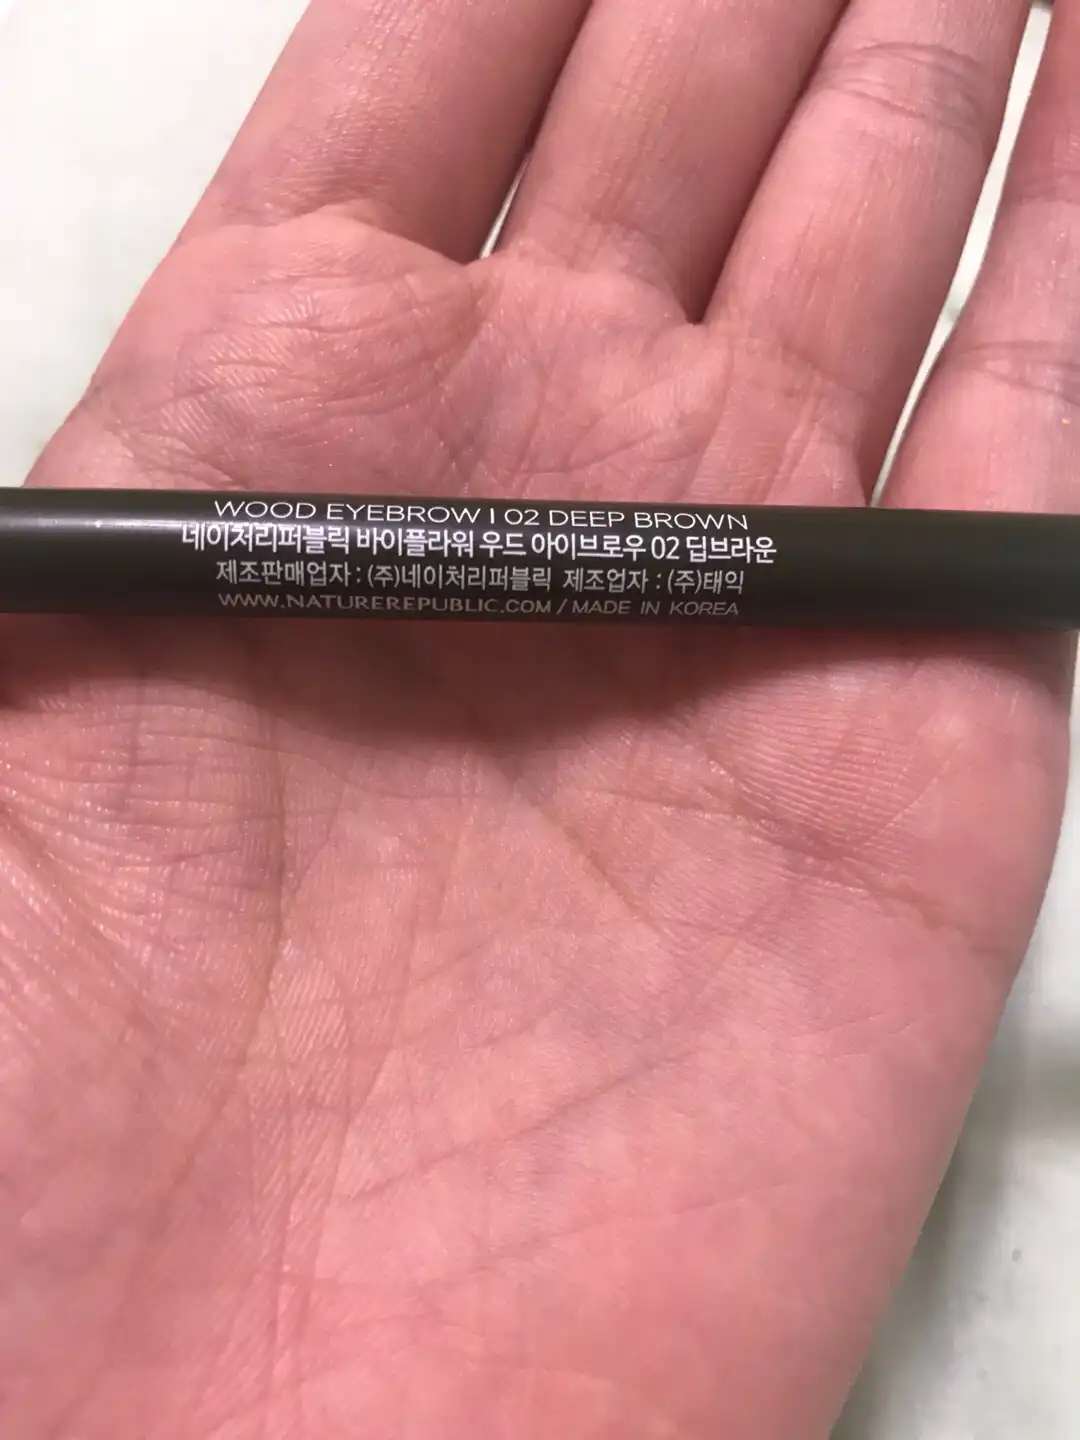 WOOD EYEBROW | 02 DEEP BROWN
네이처리퍼블릭 바이플라워 우드 아이브로우 02 딥브라운
제조판매업자 : (주)네이처리퍼블릭 제조업자 : (주)태익
WWW.NATUREREPUBLIC.COM / MADE IN KOREA